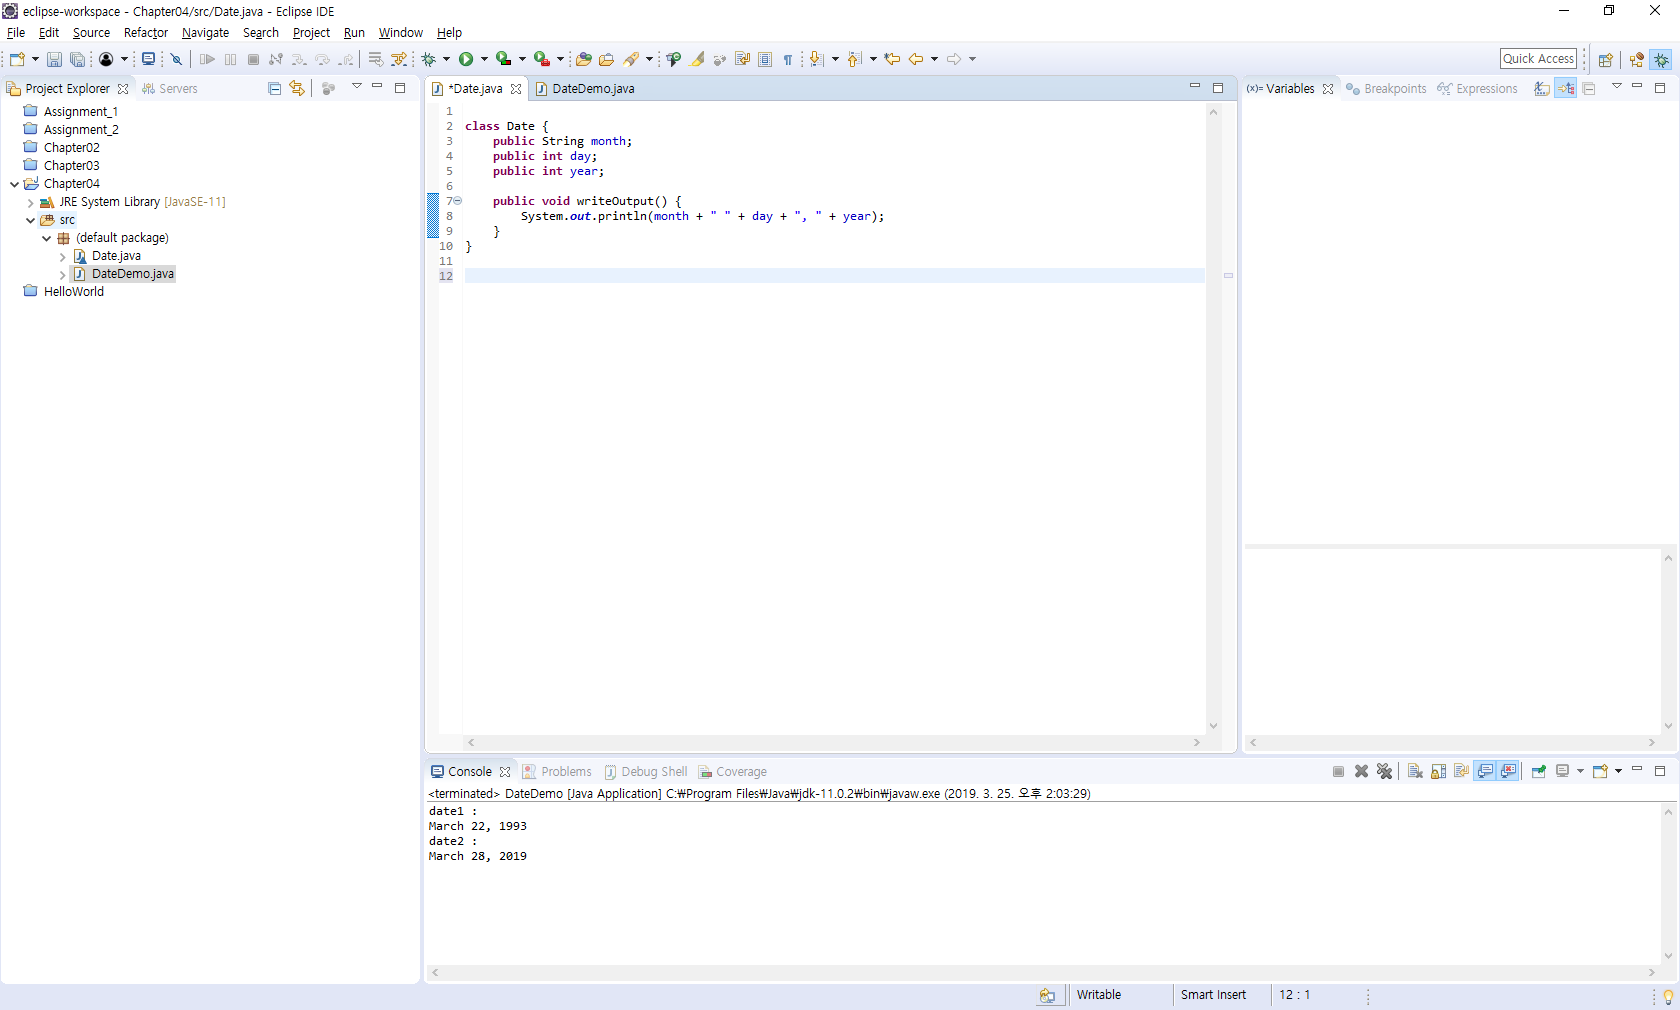 eclipse-workspace - Chapter04/src/Date.java - Eclipse IDE
File Edit Source Refactor Navigate Search Project Run Window Help
Quick Access
Project Explorer Servers
Assignment_1
Assignment_2
Chapter02
Chapter03
Chapter04
JRE System Library [JavaSE-11]
src
(default package)
Date.java
DateDemo.java
HelloWorld
*Date.java DateDemo.java
1
2 class Date {
3 public String month;
4 public int day;
5 public int year;
6
7 public void writeOutput() {
8 System.out.println(month + " " + day + ", " + year);
9 }
10 }
11
12
(x)= Variables Breakpoints Expressions
Console Problems Debug Shell Coverage
<terminated> DateDemo [Java Application] C:₩Program Files₩Java₩jdk-11.0.2₩bin₩javaw.exe (2019. 3. 25. 오후 2:03:29)
date1 :
March 22, 1993
date2 :
March 28, 2019
Writable Smart Insert 12 : 1